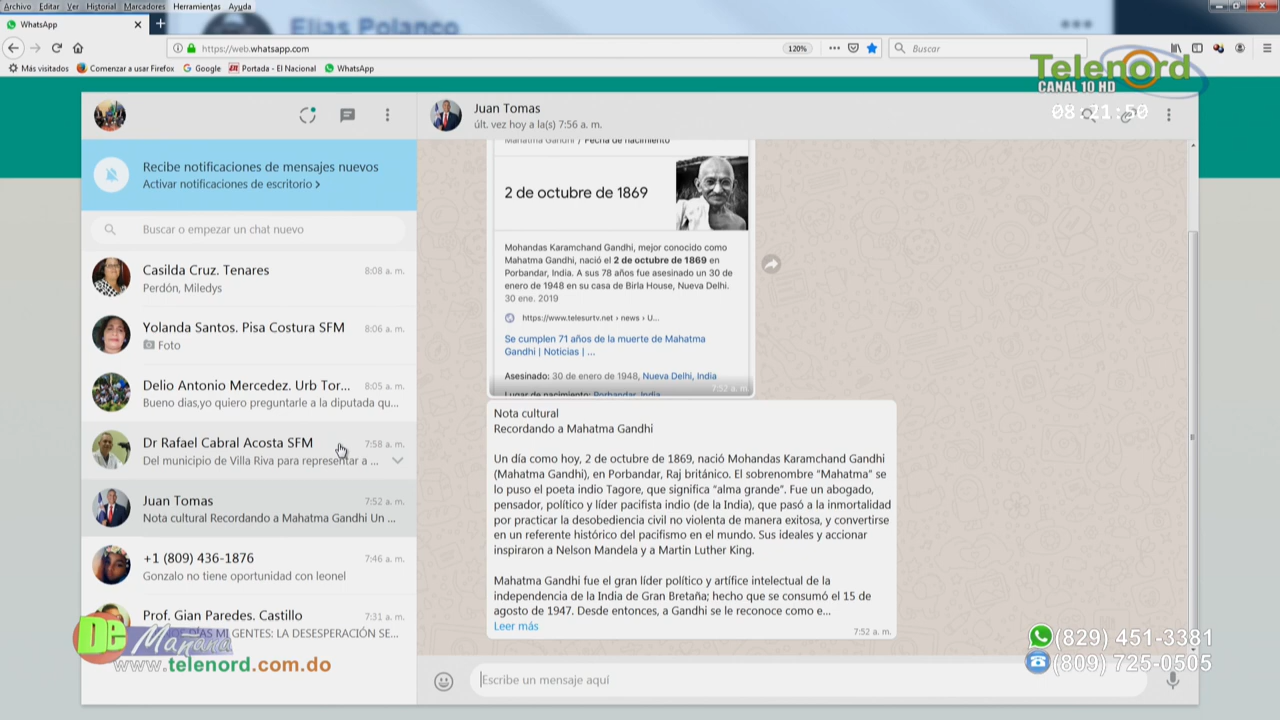 Archivo Editar Ver Historial Marcadores Herramientas Ayuda
Elías Polanco
WhatsApp
https://web.whatsapp.com
120%
Buscar
Más visitados
Comenzar a usar Firefox
Google
Portada - El Nacional
WhatsApp
Telenord
CANAL 10 HD
08:21:50
Juan Tomas
últ. vez hoy a la(s) 7:56 a. m.
Recibe notificaciones de mensajes nuevos
Activar notificaciones de escritorio >
Buscar o empezar un chat nuevo
Casilda Cruz. Tenares
8:08 a. m.
Perdón, Miledys
Yolanda Santos. Pisa Costura SFM
8:06 a. m.
Foto
Delio Antonio Mercedez. Urb Tor...
8:05 a. m.
Bueno dias,yo quiero preguntarle a la diputada qu...
Dr Rafael Cabral Acosta SFM
7:58 a. m.
Del municipio de Villa Riva para representar a ...
Juan Tomas
7:52 a. m.
Nota cultural Recordando a Mahatma Gandhi Un ...
+1 (809) 436-1876
7:46 a. m.
Gonzalo no tiene oportunidad con leonel
Prof. Gian Paredes. Castillo
7:31 a. m.
DÍAS MI GENTES: LA DESESPERACIÓN SE...
Mahatma Gandhi / Fecha de nacimiento
2 de octubre de 1869
Mohandas Karamchand Gandhi, mejor conocido como
Mahatma Gandhi, nació el 2 de octubre de 1869 en
Porbandar, India. A sus 78 años fue asesinado un 30 de
enero de 1948 en su casa de Birla House, Nueva Delhi.
30 ene. 2019
https://www.telesurtv.net › news › U...
Se cumplen 71 años de la muerte de Mahatma
Gandhi | Noticias | ...
Asesinado: 30 de enero de 1948, Nueva Delhi, India
7:52 a. m.
Lugar de nacimiento: Porbandar, India
Nota cultural
Recordando a Mahatma Gandhi
Un día como hoy, 2 de octubre de 1869, nació Mohandas Karamchand Gandhi
(Mahatma Gandhi), en Porbandar, Raj británico. El sobrenombre “Mahatma” se
lo puso el poeta indio Tagore, que significa “alma grande”. Fue un abogado,
pensador, político y líder pacifista indio (de la India), que pasó a la inmortalidad
por practicar la desobediencia civil no violenta de manera exitosa, y convertirse
en un referente histórico del pacifismo en el mundo. Sus ideales y accionar
inspiraron a Nelson Mandela y a Martin Luther King.
Mahatma Gandhi fue el gran líder político y artífice intelectual de la
independencia de la India de Gran Bretaña; hecho que se consumó el 15 de
agosto de 1947. Desde entonces, a Gandhi se le reconoce como e...
Leer más
7:52 a. m.
Escribe un mensaje aquí
De Mañana
www.telenord.com.do
(829) 451-3381
(809) 725-0505